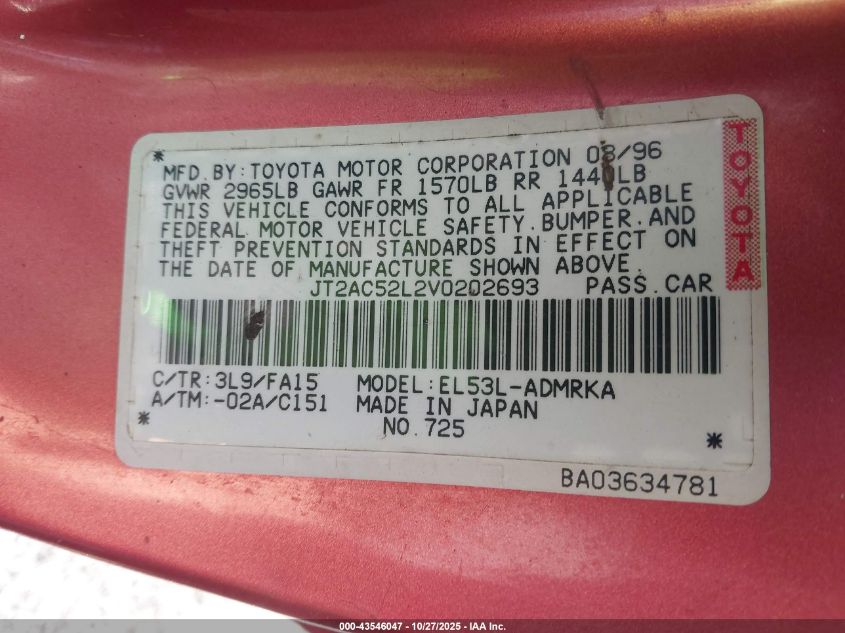 * MFD. BY: TOYOTA MOTOR CORPORATION 08/96
GVWR 2965LB GAWR FR 1570LB RR 1440LB
THIS VEHICLE CONFORMS TO ALL APPLICABLE
FEDERAL MOTOR VEHICLE SAFETY. BUMPER. AND
THEFT PREVENTION STANDARDS IN EFFECT ON
THE DATE OF MANUFACTURE SHOWN ABOVE.
TOYOTA
JT2AC52L2V0202693 PASS. CAR
C/TR: 3L9/FA15 MODEL: EL53L-ADMRKA
A/TM: -02A/C151 MADE IN JAPAN
* NO. 725 *
BA03634781
000-43546047 - 10/27/2025 - IAA Inc.